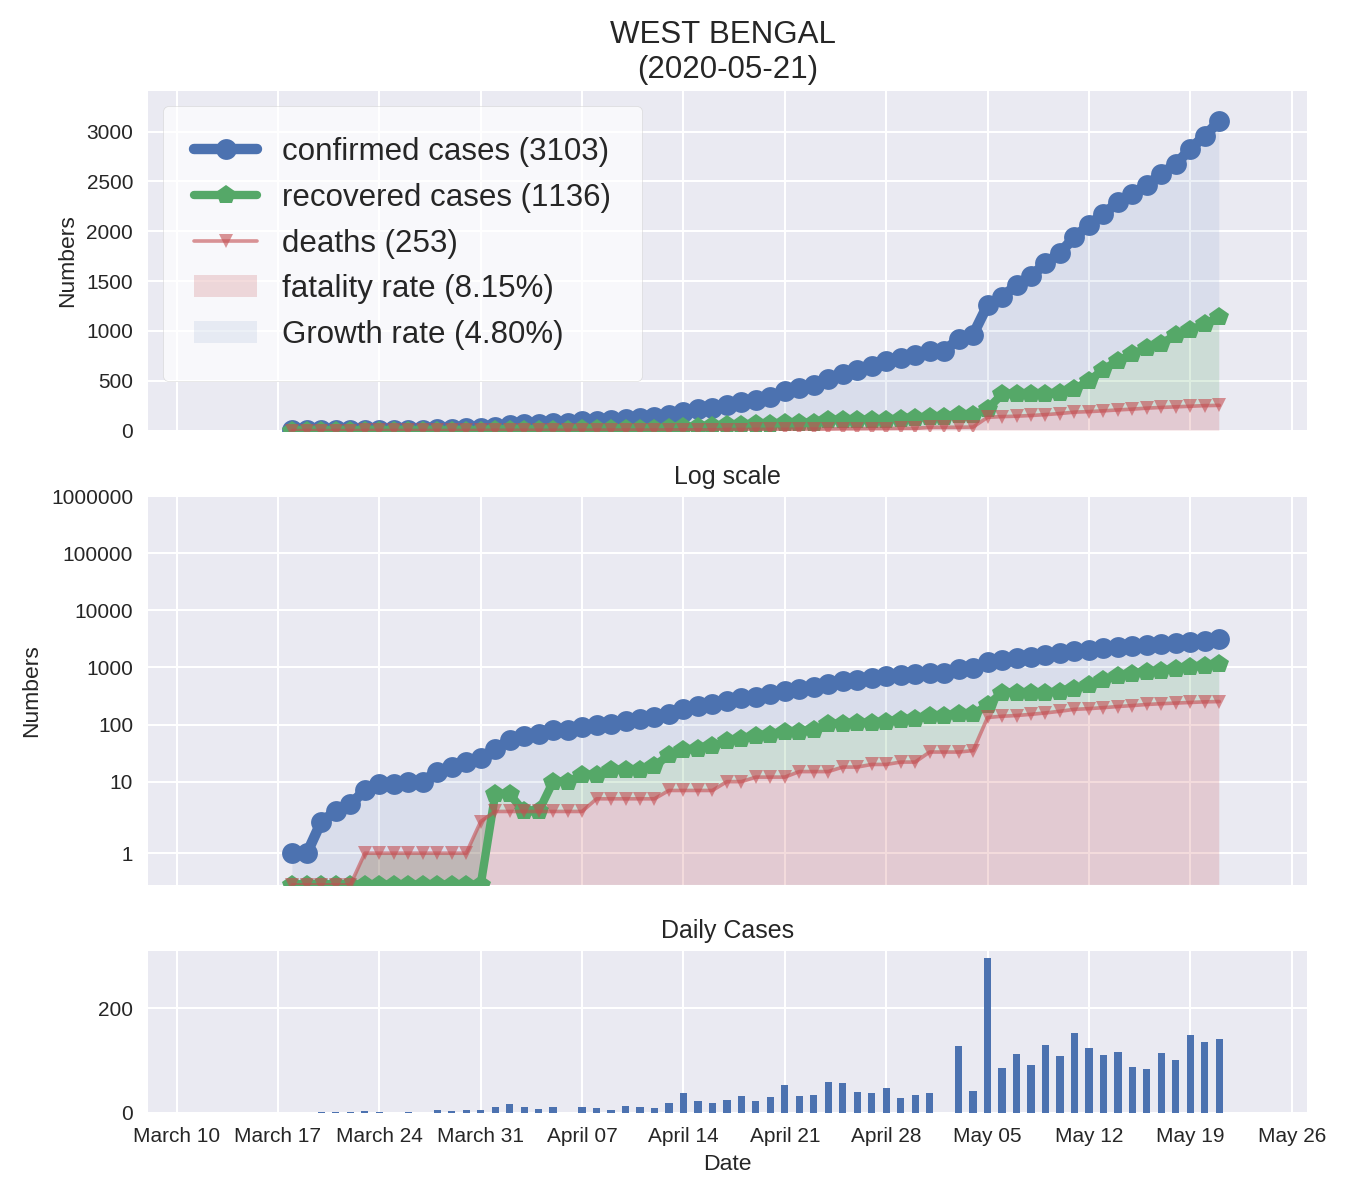 WEST BENGAL
(2020-05-21)
confirmed cases (3103)
recovered cases (1136)
deaths (253)
fatality rate (8.15%)
Growth rate (4.80%)
Numbers
3000
2500
2000
1500
1000
500
0
Log scale
Numbers
1000000
100000
10000
1000
100
10
1
Daily Cases
200
0
March 10 March 17 March 24 March 31 April 07 April 14 April 21 April 28 May 05 May 12 May 19 May 26
Date